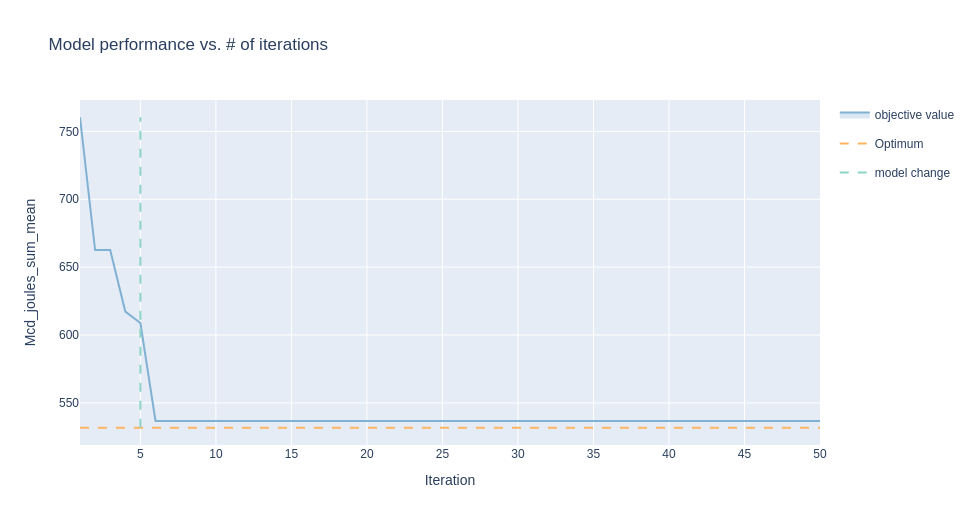 Model performance vs. # of iterations
objective value
Optimum
model change
Mcd_joules_sum_mean
750
700
650
600
550
5 10 15 20 25 30 35 40 45 50
Iteration